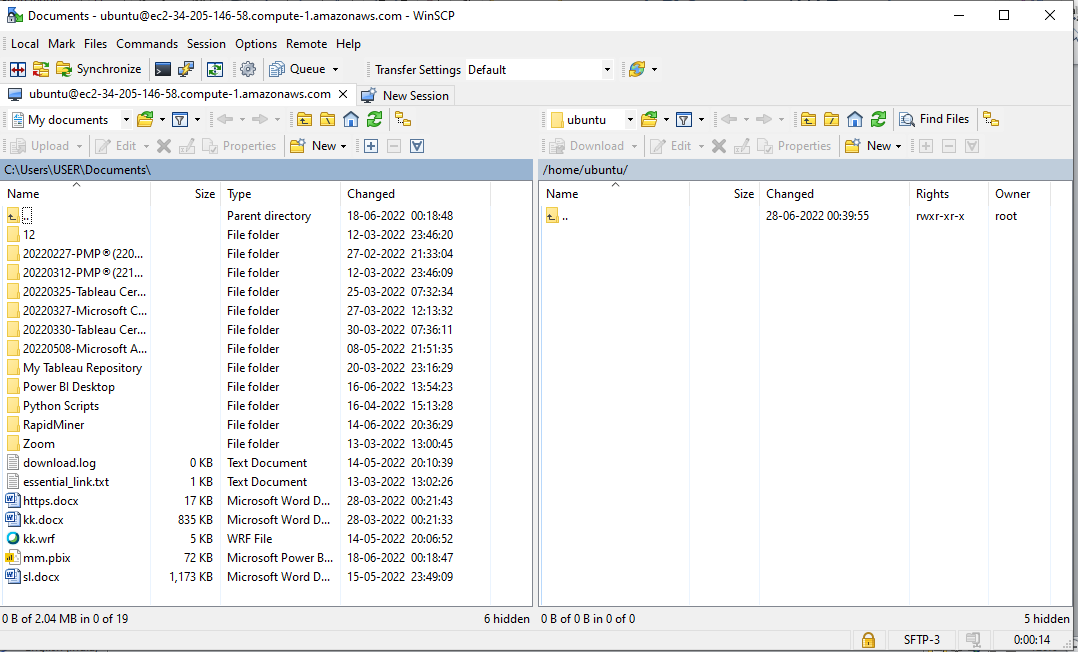 Documents - ubuntu@ec2-34-205-146-58.compute-1.amazonaws.com - WinSCP
Local Mark Files Commands Session Options Remote Help
Synchronize Queue Transfer Settings Default
ubuntu@ec2-34-205-146-58.compute-1.amazonaws.com New Session
My documents ubuntu Find Files
Upload Edit Properties New Download Edit Properties New
C:\Users\USER\Documents\ /home/ubuntu/
Name Size Type Changed Name Size Changed Rights Owner
.. Parent directory 18-06-2022 00:18:48 .. 28-06-2022 00:39:55 rwxr-xr-x root
12 File folder 12-03-2022 23:46:20
20220227-PMP®(220... File folder 27-02-2022 21:33:04
20220312-PMP®(221... File folder 12-03-2022 23:46:09
20220325-Tableau Cer... File folder 25-03-2022 07:32:34
20220327-Microsoft C... File folder 27-03-2022 12:13:32
20220330-Tableau Cer... File folder 30-03-2022 07:36:11
20220508-Microsoft A... File folder 08-05-2022 21:51:35
My Tableau Repository File folder 20-03-2022 23:16:29
Power BI Desktop File folder 16-06-2022 13:54:23
Python Scripts File folder 16-04-2022 15:13:28
RapidMiner File folder 14-06-2022 20:36:29
Zoom File folder 13-03-2022 13:00:45
download.log 0 KB Text Document 14-05-2022 20:10:39
essential_link.txt 1 KB Text Document 13-03-2022 13:02:26
https.docx 17 KB Microsoft Word D... 28-03-2022 00:21:43
kk.docx 835 KB Microsoft Word D... 28-03-2022 00:21:33
kk.wrf 5 KB WRF File 14-05-2022 20:06:52
mm.pbix 72 KB Microsoft Power B... 18-06-2022 00:18:47
sl.docx 1,173 KB Microsoft Word D... 15-05-2022 23:49:09
0 B of 2.04 MB in 0 of 19 6 hidden 0 B of 0 B in 0 of 0 5 hidden
SFTP-3 0:00:14